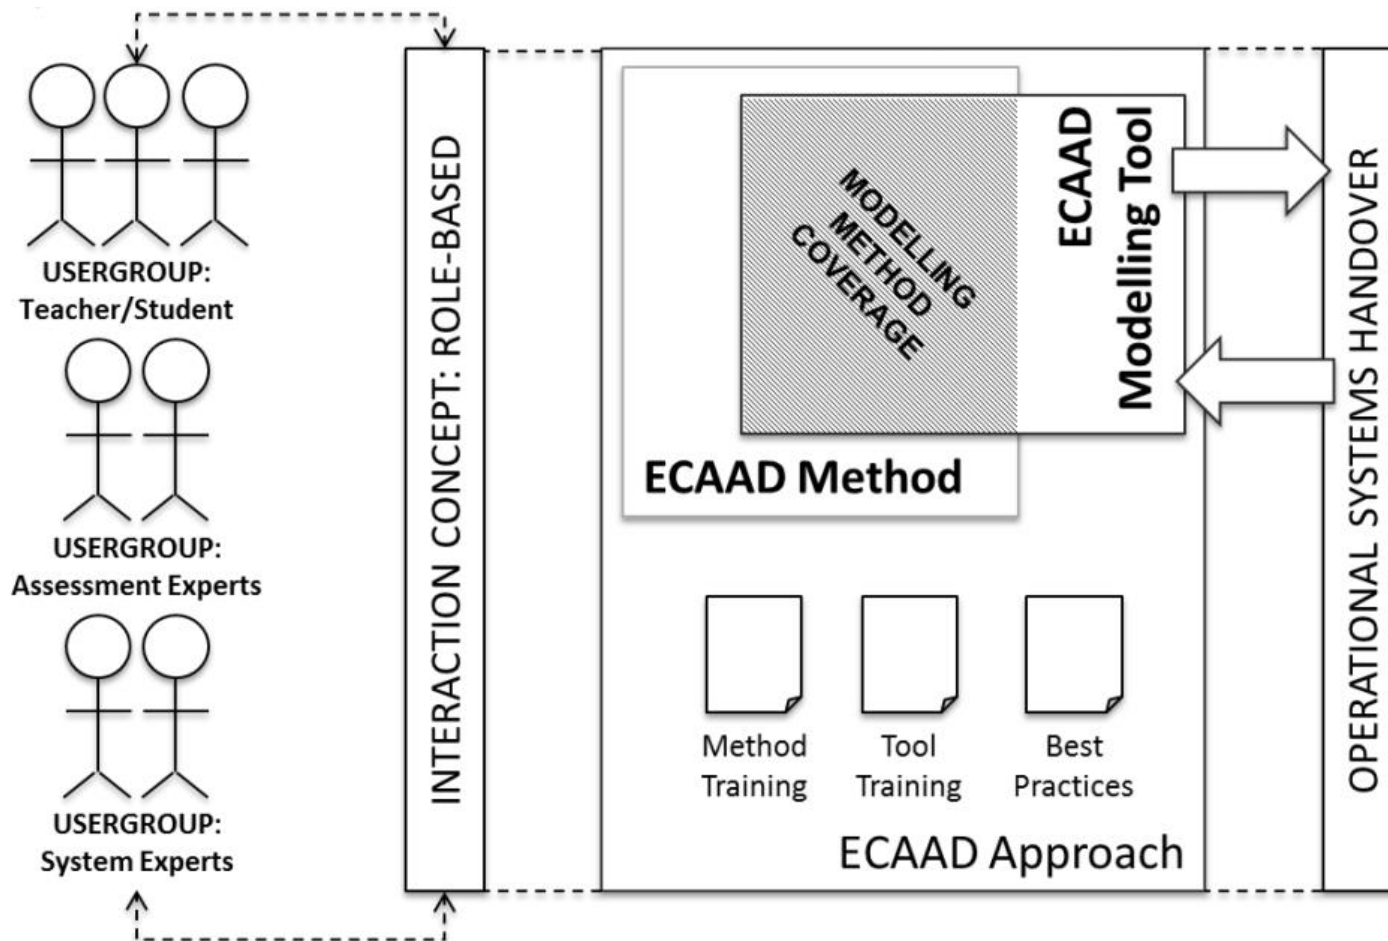 USERGROUP:
Teacher/Student
USERGROUP:
Assessment Experts
USERGROUP:
System Experts
INTERACTION CONCEPT: ROLE-BASED
MODELLING
METHOD
COVERAGE
ECAAD
Modelling Tool
ECAAD Method
Method
Training
Tool
Training
Best
Practices
ECAAD Approach
OPERATIONAL SYSTEMS HANDOVER